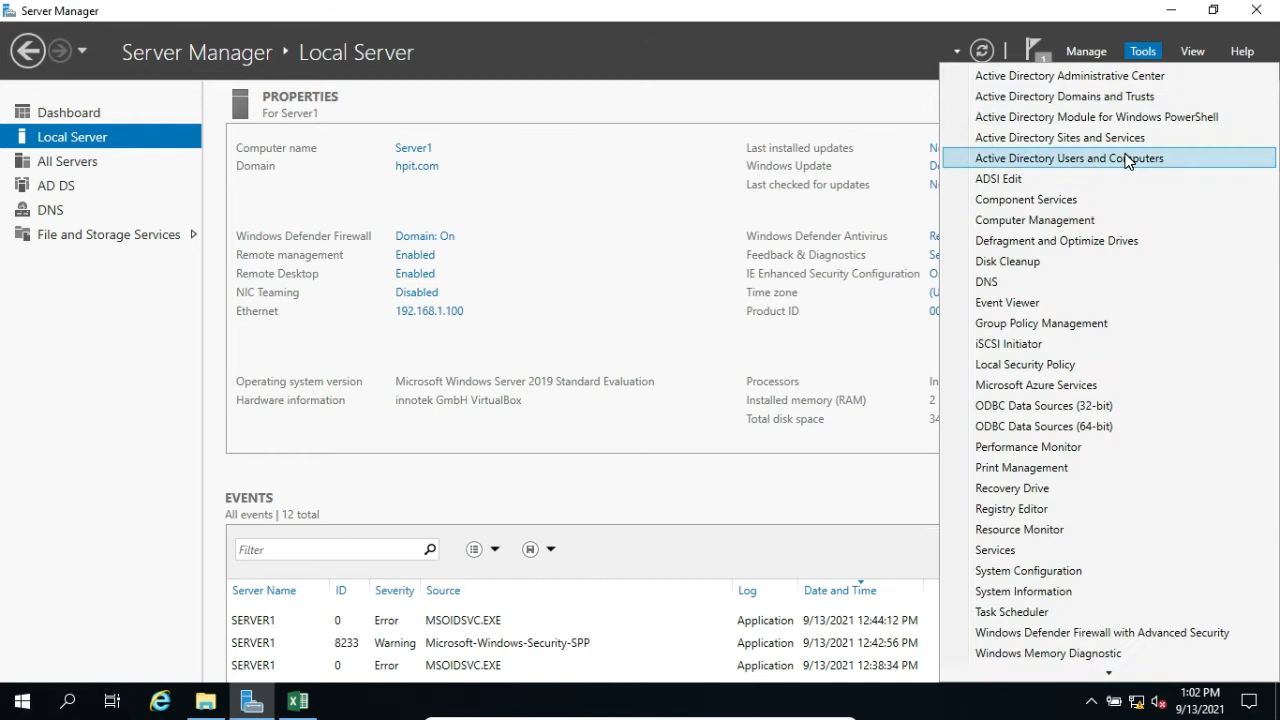 Server Manager
Server Manager ‣ Local Server
1
Manage
Tools
View
Help
Dashboard
Local Server
All Servers
AD DS
DNS
File and Storage Services
PROPERTIES
For Server1
Computer name Server1
Domain hpit.com
Windows Defender Firewall Domain: On
Remote management Enabled
Remote Desktop Enabled
NIC Teaming Disabled
Ethernet 192.168.1.100
Operating system version Microsoft Windows Server 2019 Standard Evaluation
Hardware information innotek GmbH VirtualBox
Last installed updates
Windows Update
Last checked for updates
Windows Defender Antivirus
Feedback & Diagnostics
IE Enhanced Security Configuration
Time zone
Product ID
Processors
Installed memory (RAM)
Total disk space
EVENTS
All events | 12 total
Filter
Server Name ID Severity Source Log Date and Time
SERVER1 0 Error MSOIDSVC.EXE Application 9/13/2021 12:44:12 PM
SERVER1 8233 Warning Microsoft-Windows-Security-SPP Application 9/13/2021 12:42:56 PM
SERVER1 0 Error MSOIDSVC.EXE Application 9/13/2021 12:38:34 PM
Active Directory Administrative Center
Active Directory Domains and Trusts
Active Directory Module for Windows PowerShell
Active Directory Sites and Services
Active Directory Users and Computers
ADSI Edit
Component Services
Computer Management
Defragment and Optimize Drives
Disk Cleanup
DNS
Event Viewer
Group Policy Management
iSCSI Initiator
Local Security Policy
Microsoft Azure Services
ODBC Data Sources (32-bit)
ODBC Data Sources (64-bit)
Performance Monitor
Print Management
Recovery Drive
Registry Editor
Resource Monitor
Services
System Configuration
System Information
Task Scheduler
Windows Defender Firewall with Advanced Security
Windows Memory Diagnostic
1:02 PM
9/13/2021